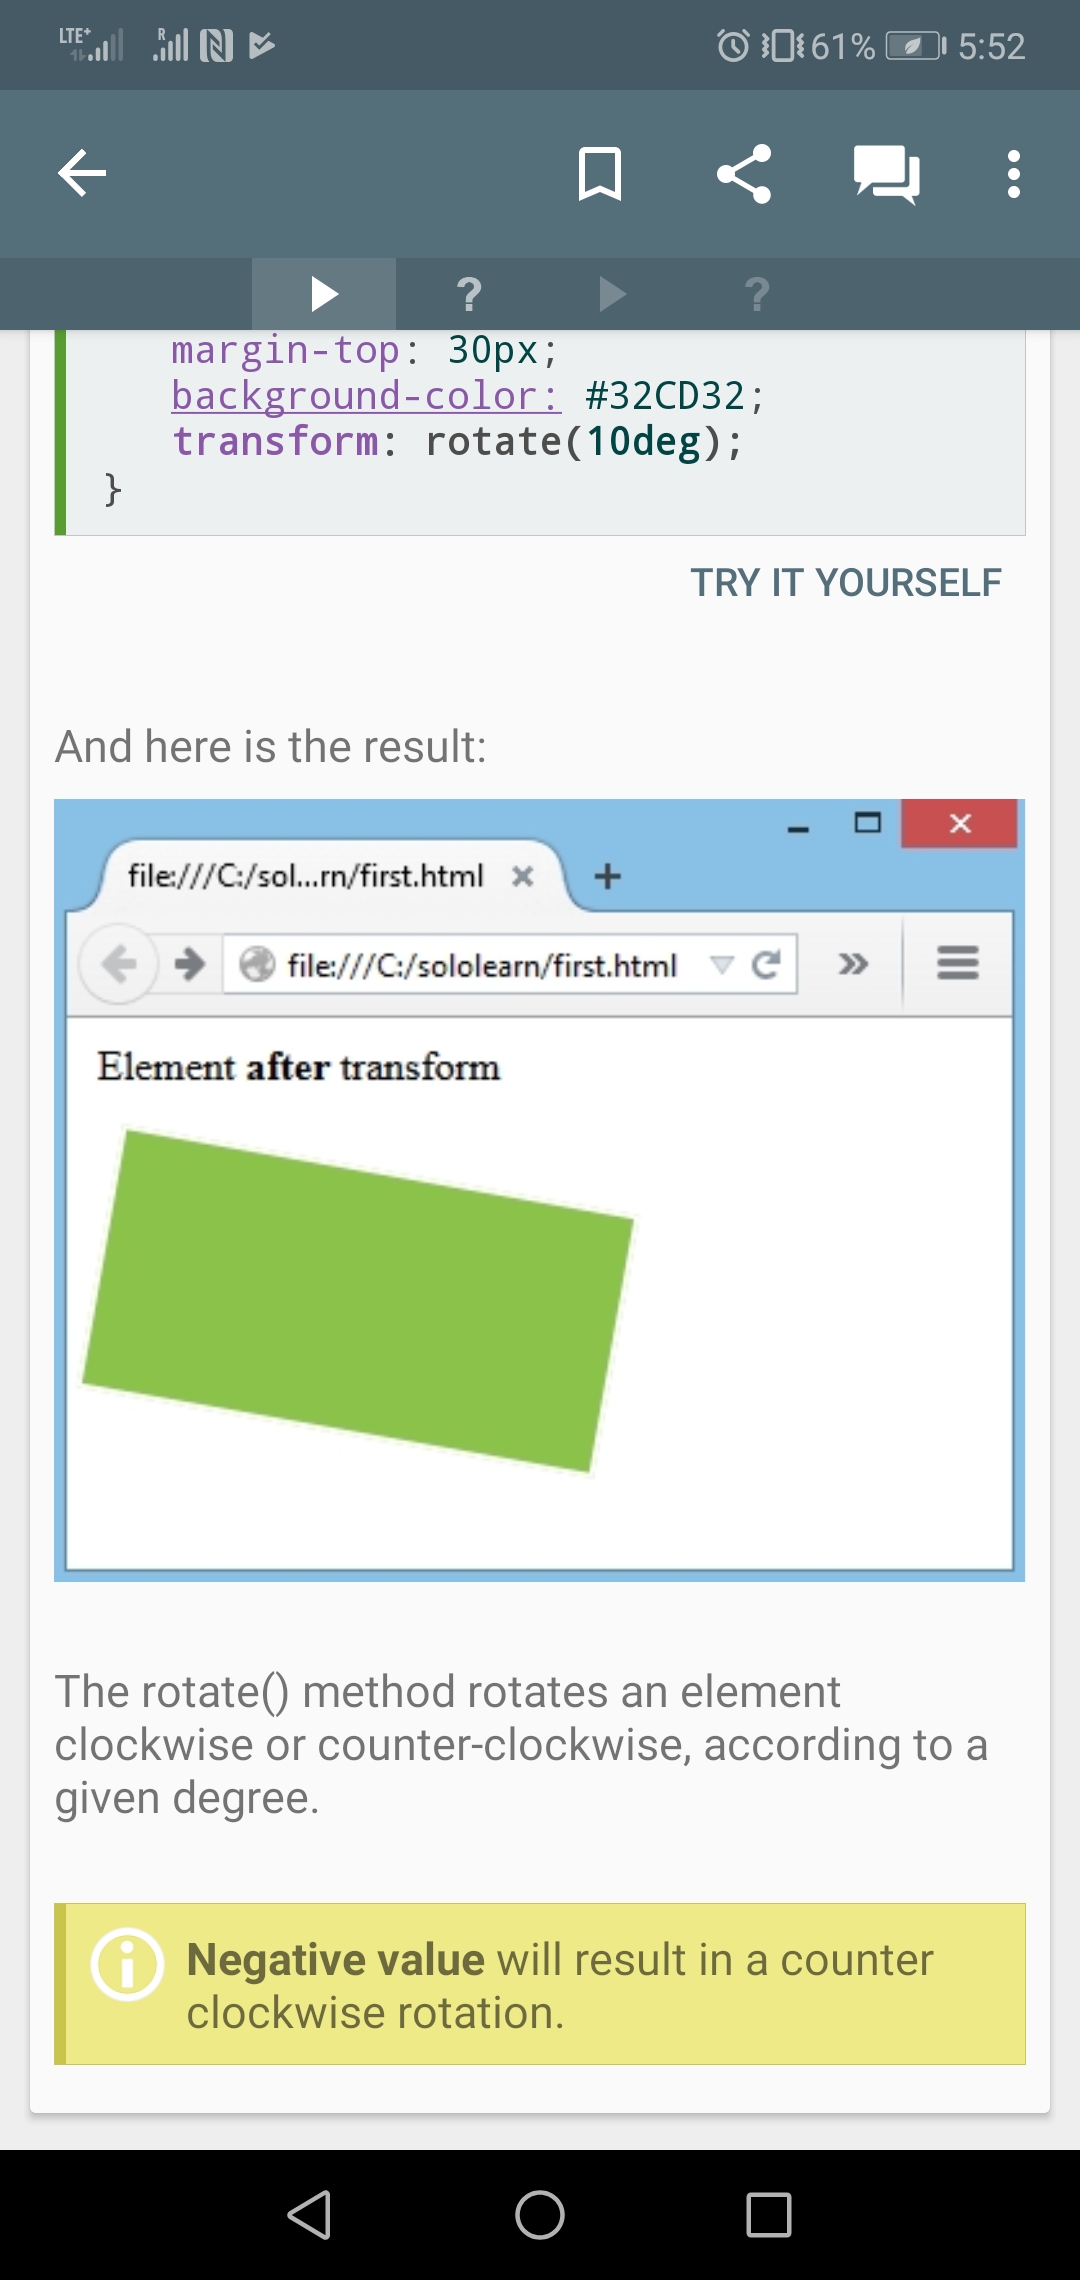 LTE+ R 61% 5:52
?
?
margin-top: 30px;
background-color: #32CD32;
transform: rotate(10deg);
}
TRY IT YOURSELF
And here is the result:
file:///C:/sol...rn/first.html
file:///C:/sololearn/first.html
Element after transform
The rotate() method rotates an element
clockwise or counter-clockwise, according to a
given degree.
Negative value will result in a counter
clockwise rotation.